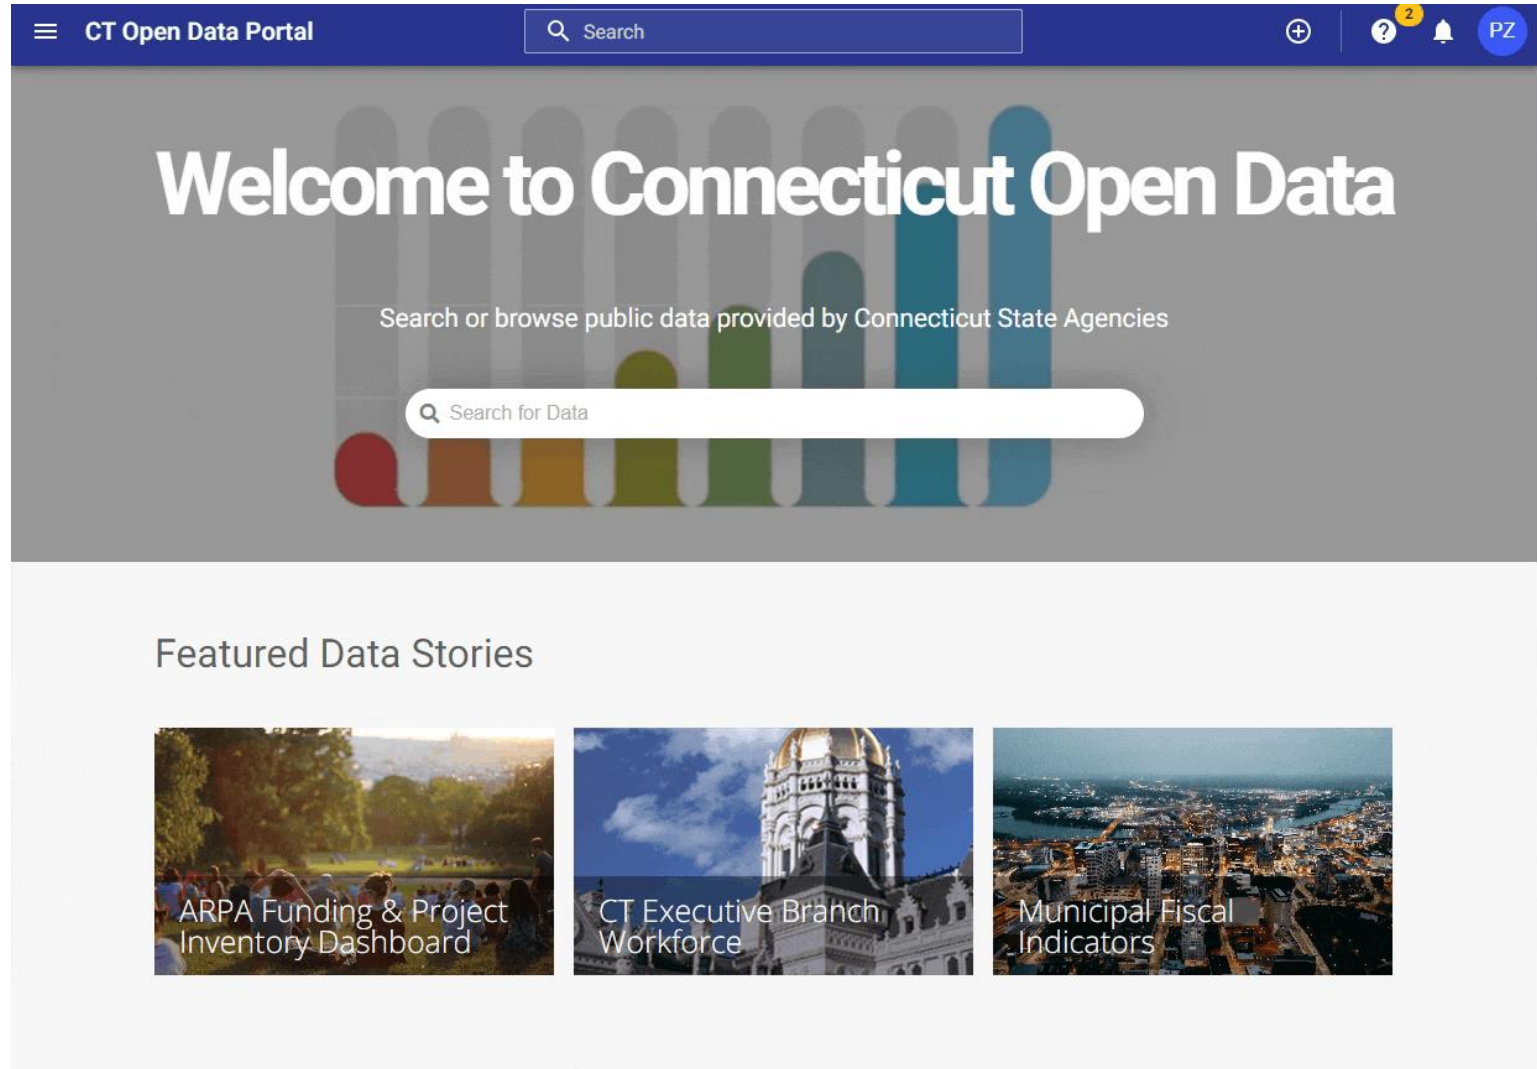 CT Open Data Portal
Search
2
PZ
Welcome to Connecticut Open Data
Search or browse public data provided by Connecticut State Agencies
Search for Data
Featured Data Stories
ARPA Funding & Project
Inventory Dashboard
CT Executive Branch
Workforce
Municipal Fiscal
Indicators